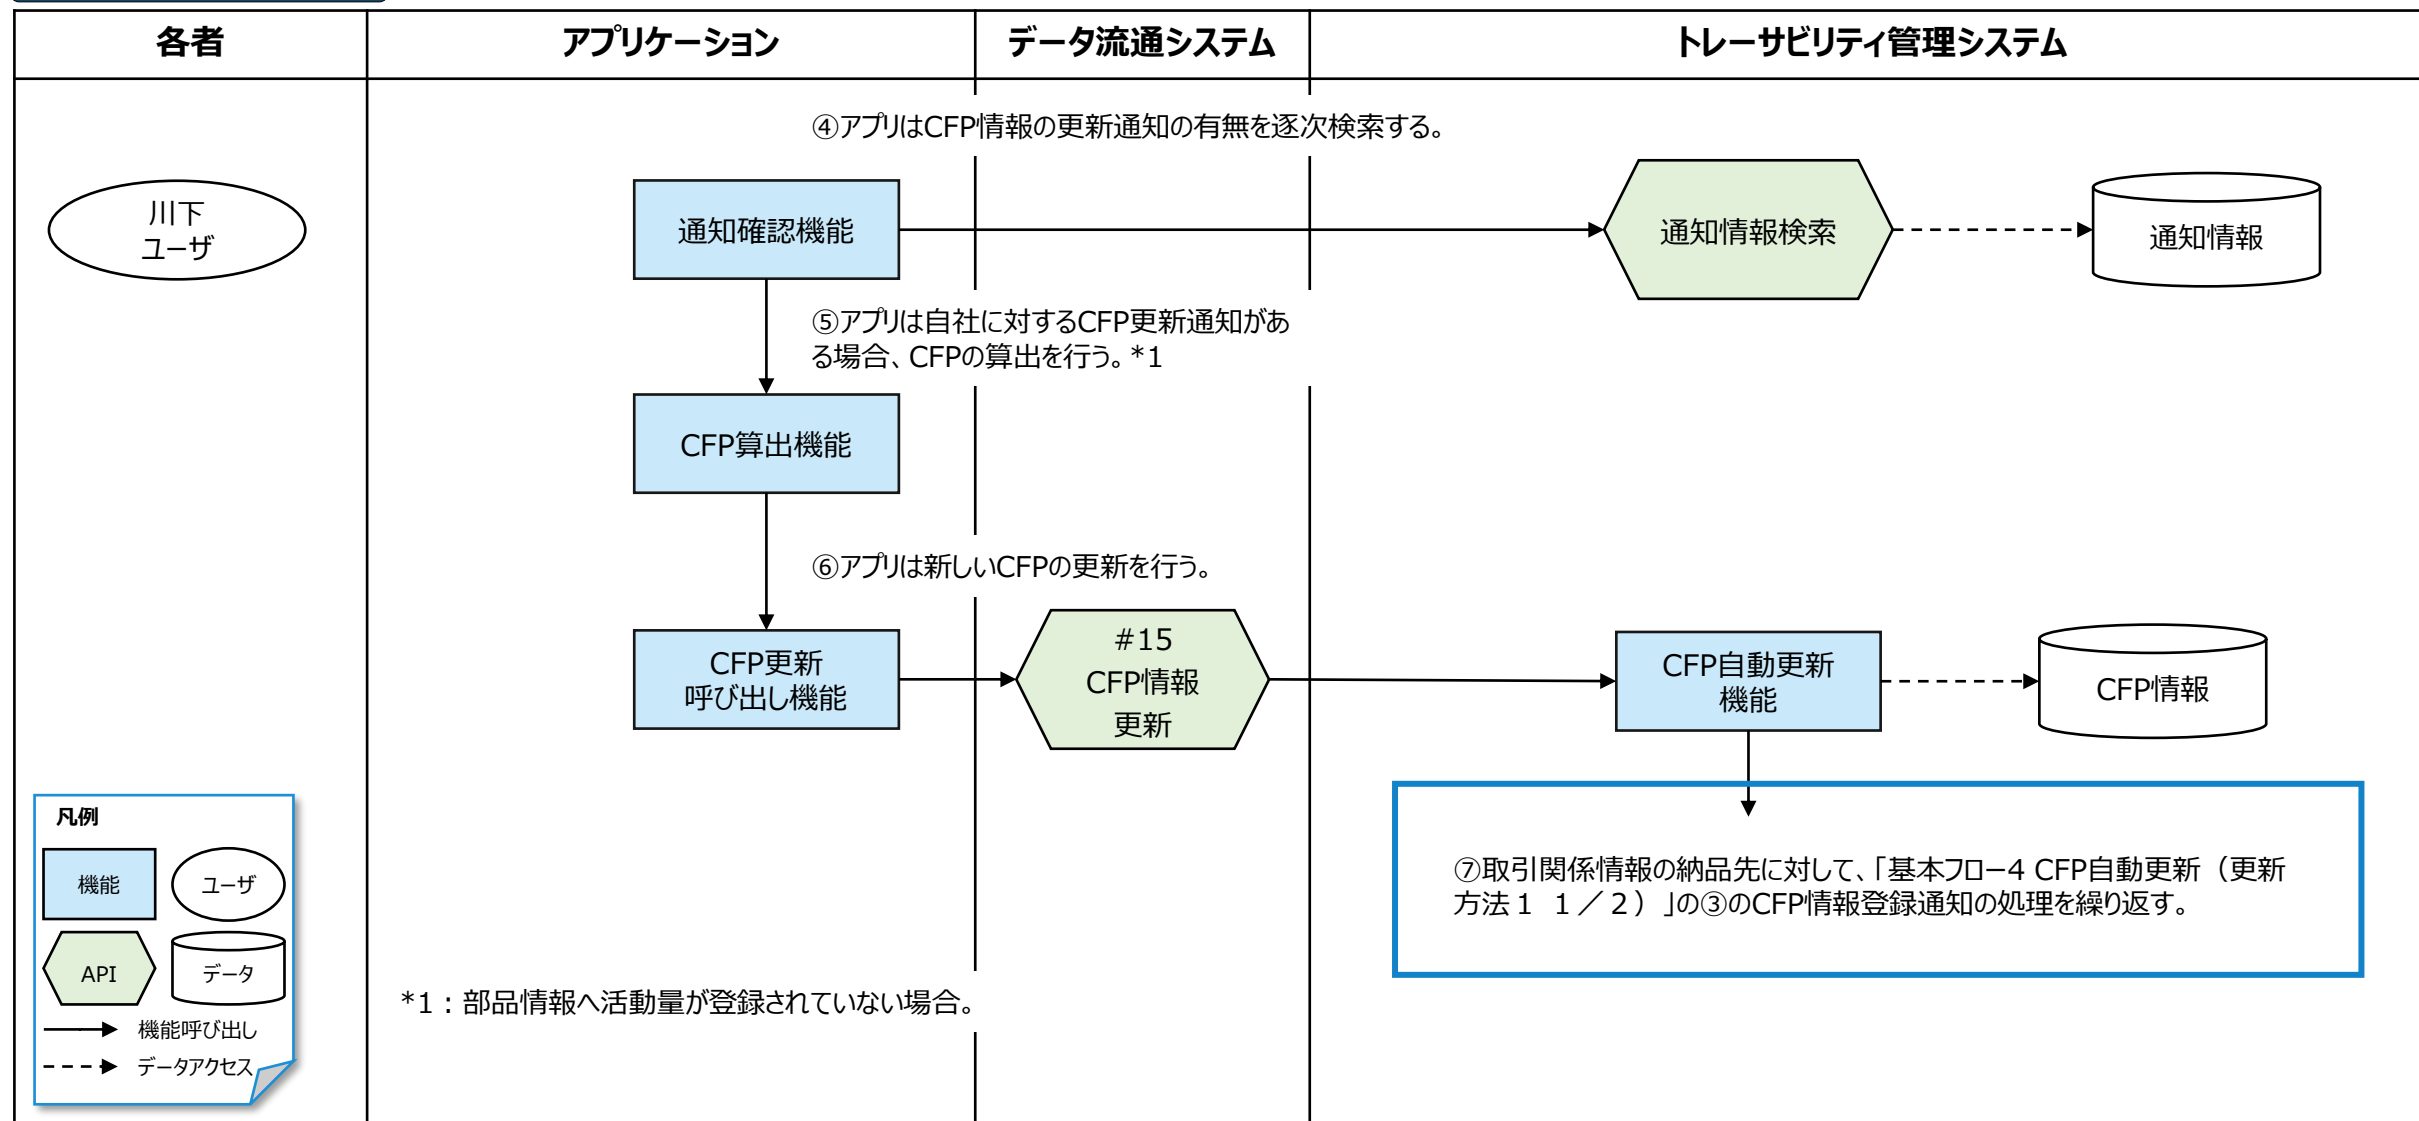 各者
アプリケーション
データ流通システム
トレーサビリティ管理システム
④アプリはCFP情報の更新通知の有無を逐次検索する。
川下
ユーザ
通知確認機能
通知情報検索
通知情報
⑤アプリは自社に対するCFP更新通知があ
る場合、CFPの算出を行う。*1
CFP算出機能
⑥アプリは新しいCFPの更新を行う。
CFP更新
呼び出し機能
#15
CFP情報
更新
CFP自動更新
機能
CFP情報
⑦取引関係情報の納品先に対して、「基本フロー4 CFP自動更新（更新
方法１ １／２）」の③のCFP情報登録通知の処理を繰り返す。
凡例
機能
ユーザ
API
データ
機能呼び出し
データアクセス
*1：部品情報へ活動量が登録されていない場合。